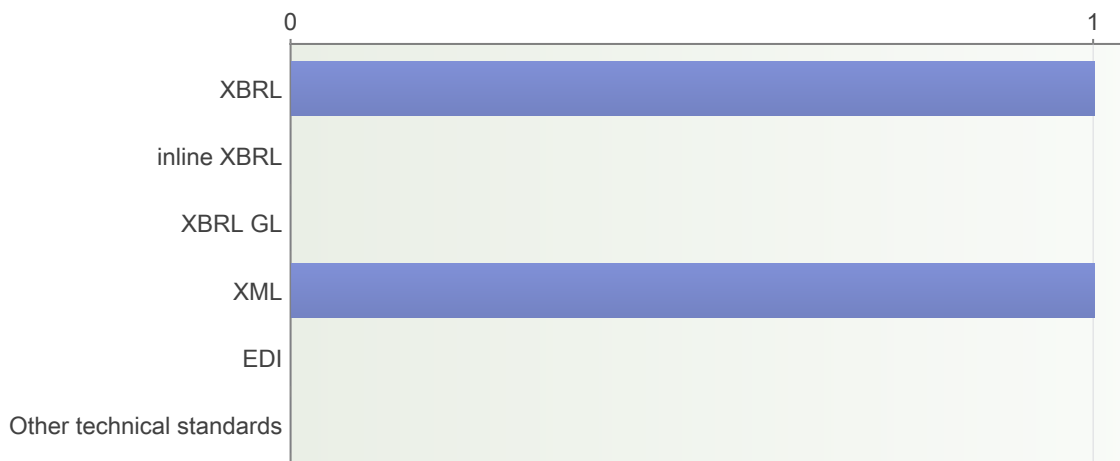 0 1
XBRL
inline XBRL
XBRL GL
XML
EDI
Other technical standards